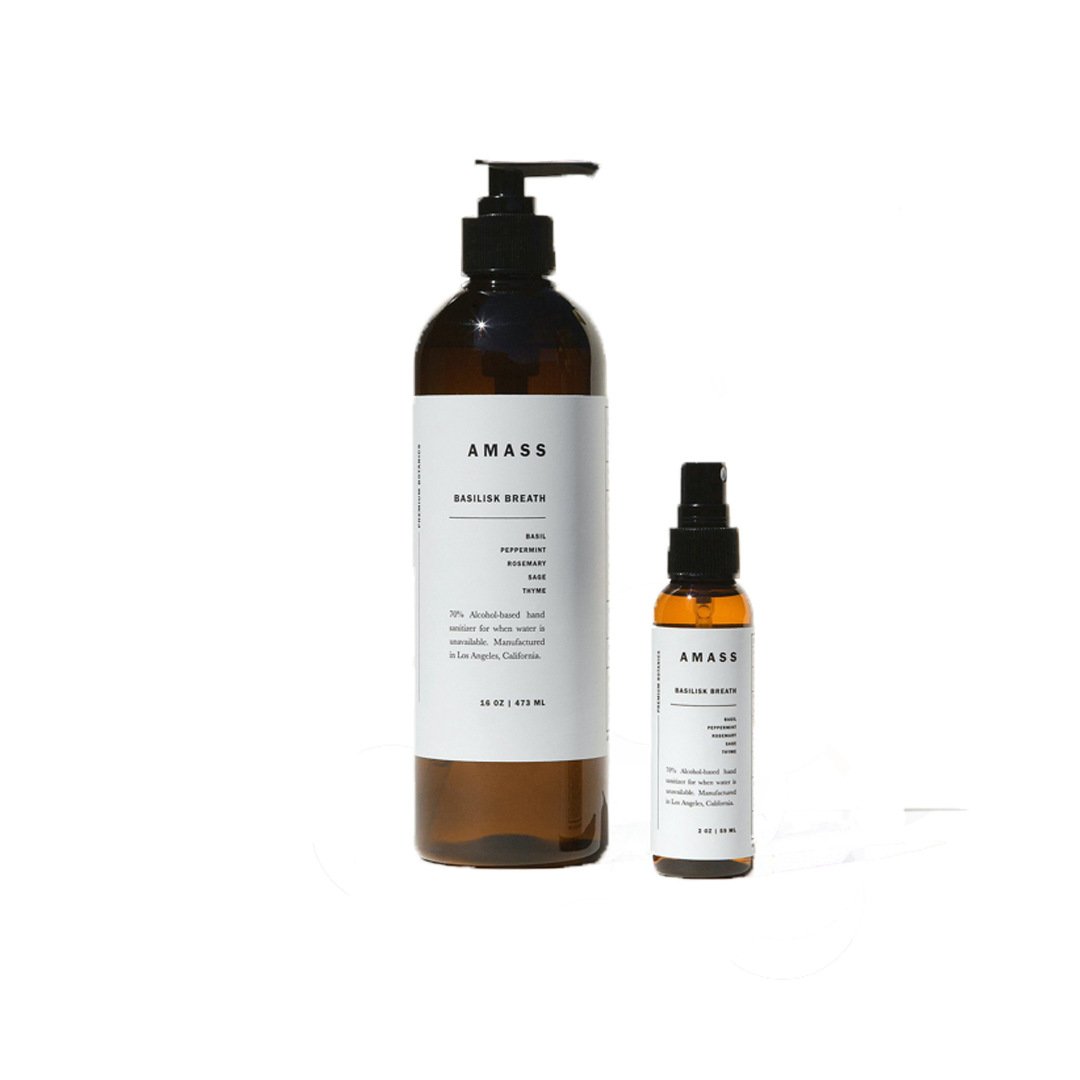 AMASS
PREMIUM BOTANICS
BASILISK BREATH
BASIL
PEPPERMINT
ROSEMARY
SAGE
THYME
70% Alcohol-based hand
sanitizer for when water is
unavailable. Manufactured
in Los Angeles, California.
16 OZ | 473 ML
AMASS
PREMIUM BOTANICS
BASILISK BREATH
BASIL
PEPPERMINT
ROSEMARY
SAGE
THYME
70% Alcohol-based hand
sanitizer for when water is
unavailable. Manufactured
in Los Angeles, California.
2 OZ | 59 ML